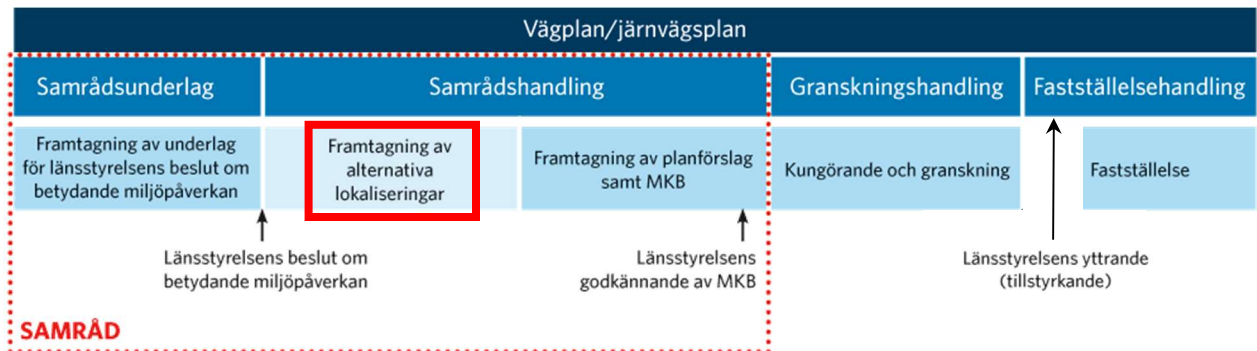 Vägplan/järnvägsplan
Samrådsunderlag
Samrådshandling
Granskningshandling
Fastställelsehandling
Framtagning av underlag
för länsstyrelsens beslut om
betydande miljöpåverkan
Framtagning av
alternativa
lokaliseringar
Framtagning av planförslag
samt MKB
Kungörande och granskning
Fastställelse
Länsstyrelsens beslut om
betydande miljöpåverkan
Länsstyrelsens
godkännande av MKB
Länsstyrelsens yttrande
(tillstyrkande)
SAMRÅD